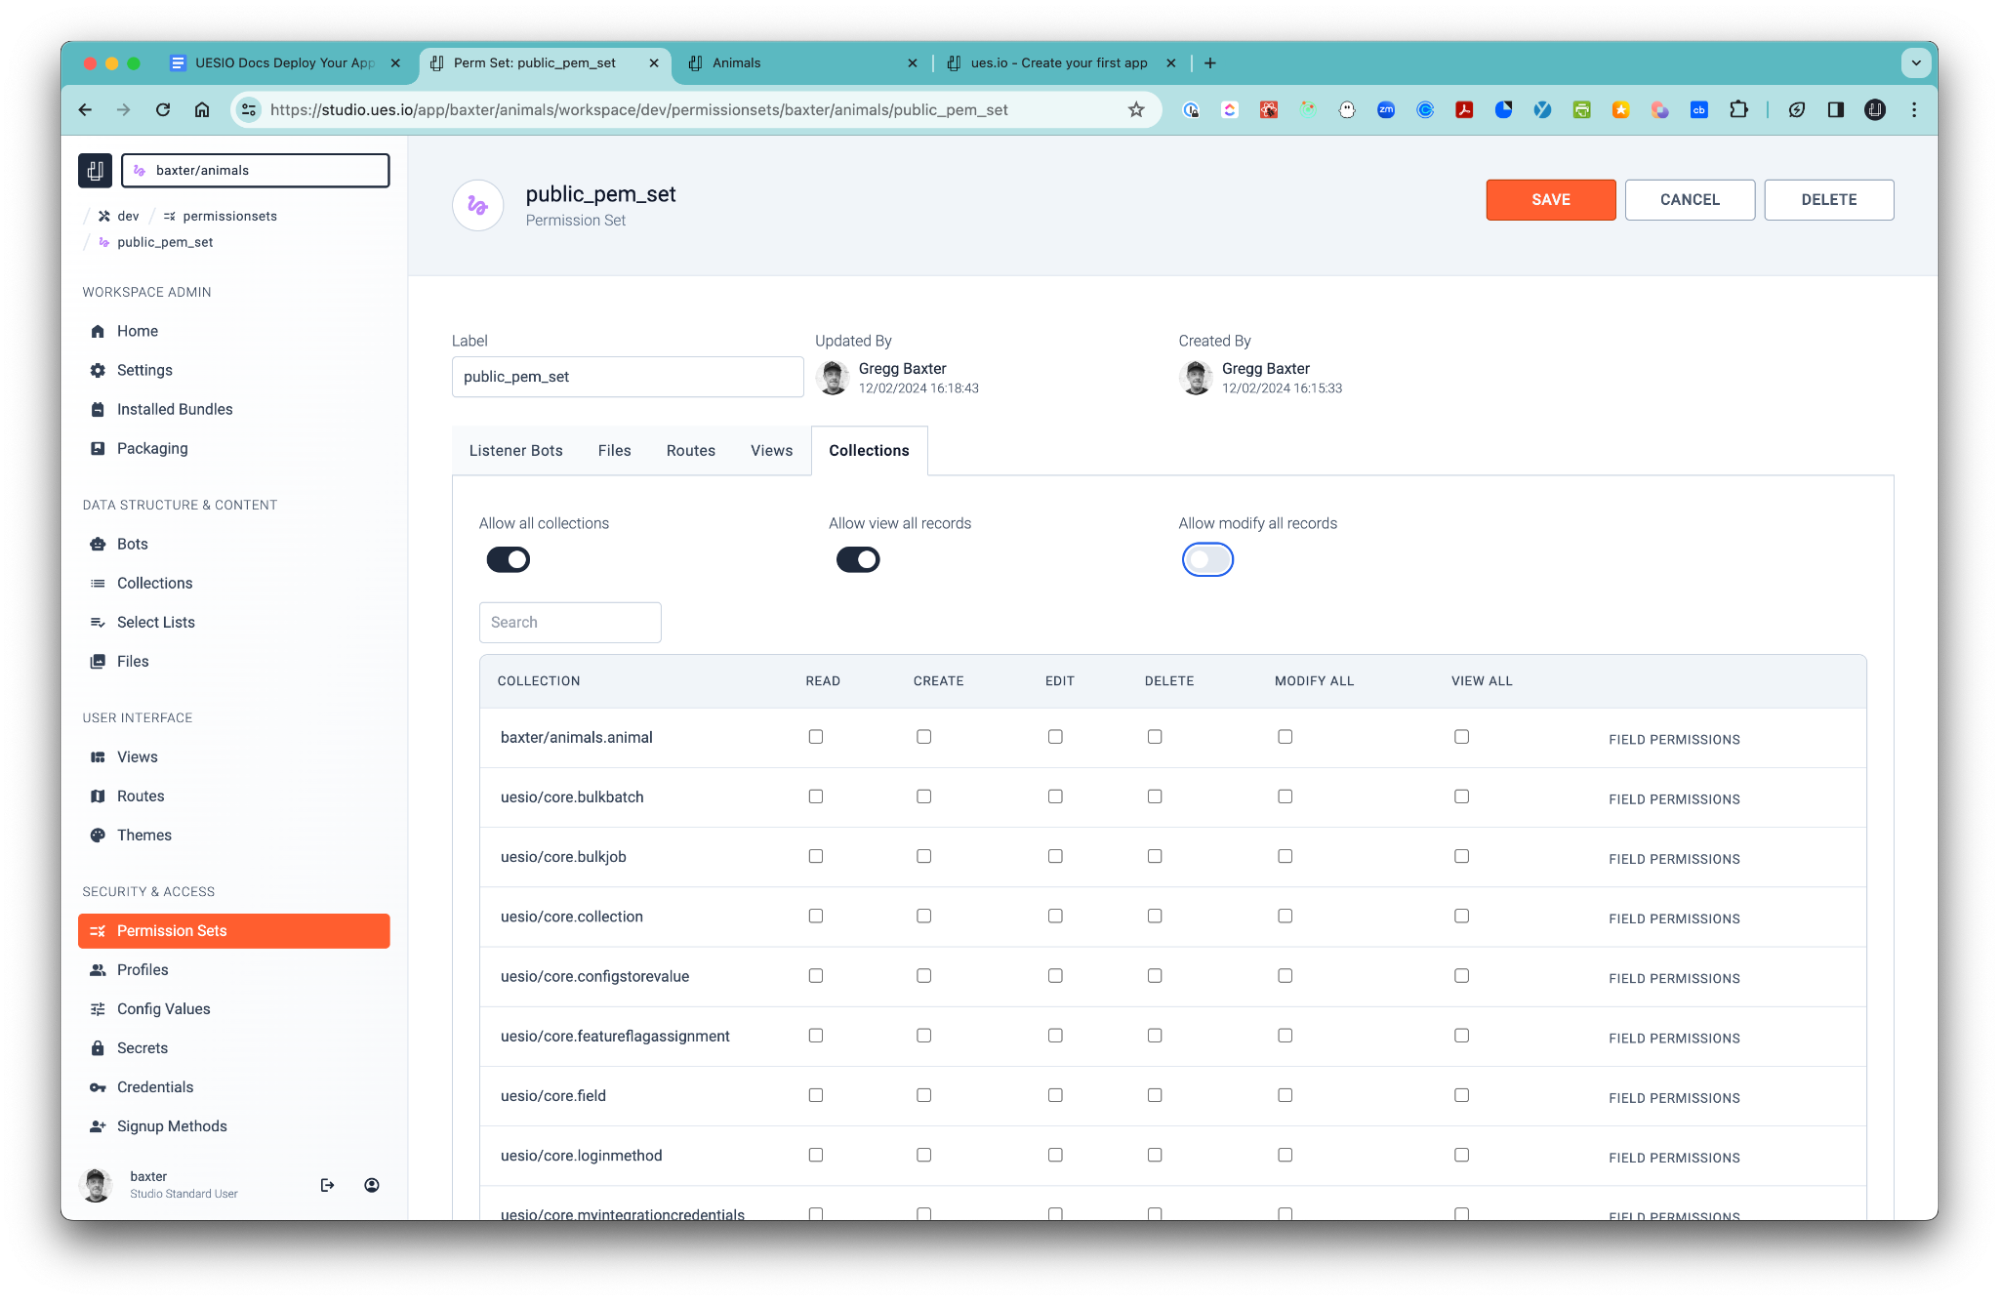 UESIO Docs Deploy Your App
Perm Set: public_pem_set
Animals
ues.io - Create your first app
https://studio.ues.io/app/baxter/animals/workspace/dev/permissionsets/baxter/animals/public_pem_set
zm
cb
baxter/animals
/ dev / permissionsets
/ public_pem_set
WORKSPACE ADMIN
Home
Settings
Installed Bundles
Packaging
DATA STRUCTURE & CONTENT
Bots
Collections
Select Lists
Files
USER INTERFACE
Views
Routes
Themes
SECURITY & ACCESS
Permission Sets
Profiles
Config Values
Secrets
Credentials
Signup Methods
baxter
Studio Standard User
public_pem_set
Permission Set
SAVE CANCEL DELETE
Label Updated By Created By
public_pem_set
Gregg Baxter
12/02/2024 16:18:43
Gregg Baxter
12/02/2024 16:15:33
Listener Bots Files Routes Views Collections
Allow all collections Allow view all records Allow modify all records
Search
COLLECTION READ CREATE EDIT DELETE MODIFY ALL VIEW ALL
baxter/animals.animal FIELD PERMISSIONS
uesio/core.bulkbatch FIELD PERMISSIONS
uesio/core.bulkjob FIELD PERMISSIONS
uesio/core.collection FIELD PERMISSIONS
uesio/core.configstorevalue FIELD PERMISSIONS
uesio/core.featureflagassignment FIELD PERMISSIONS
uesio/core.field FIELD PERMISSIONS
uesio/core.loginmethod FIELD PERMISSIONS
uesio/core.myintegrationcredentials FIELD PERMISSIONS